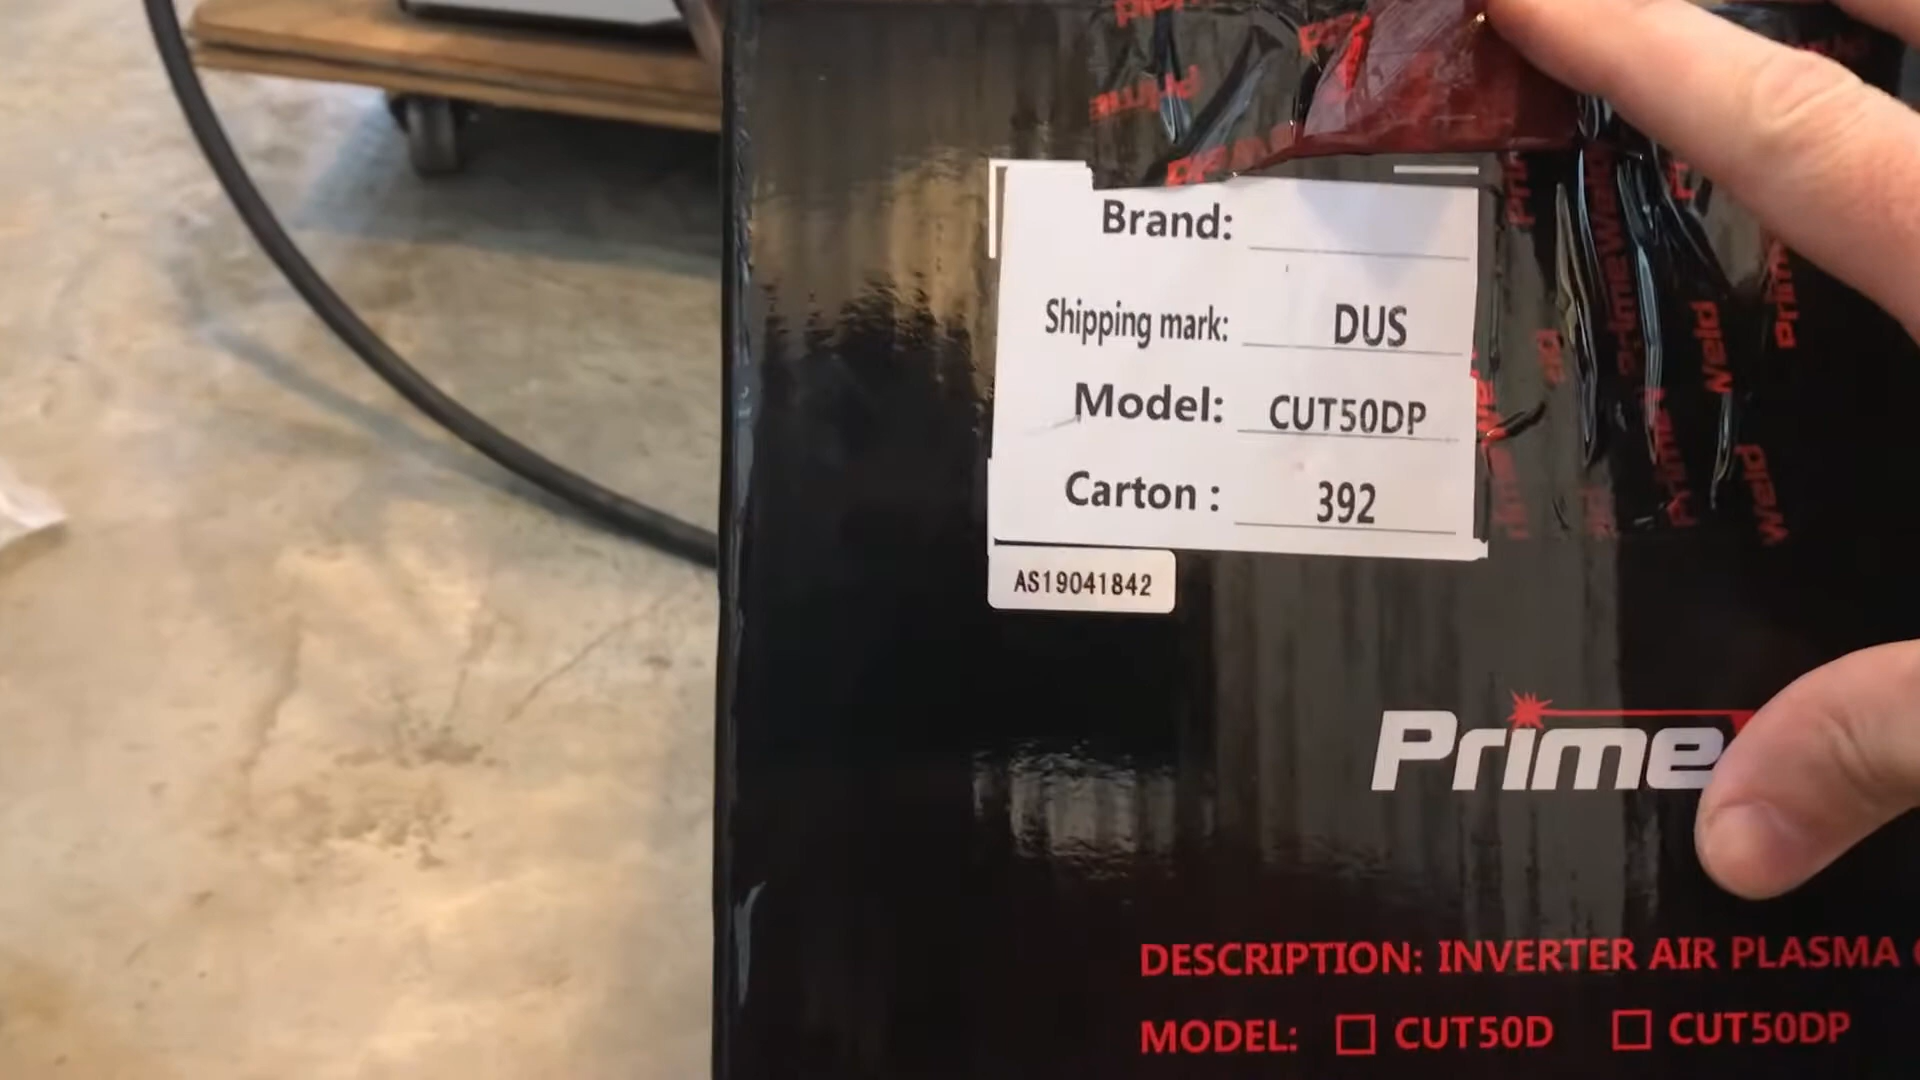 Brand:
Shipping mark: DUS
Model: CUT50DP
Carton : 392
AS19041842
Prime
DESCRIPTION: INVERTER AIR PLASMA
MODEL: ☐ CUT50D ☐ CUT50DP